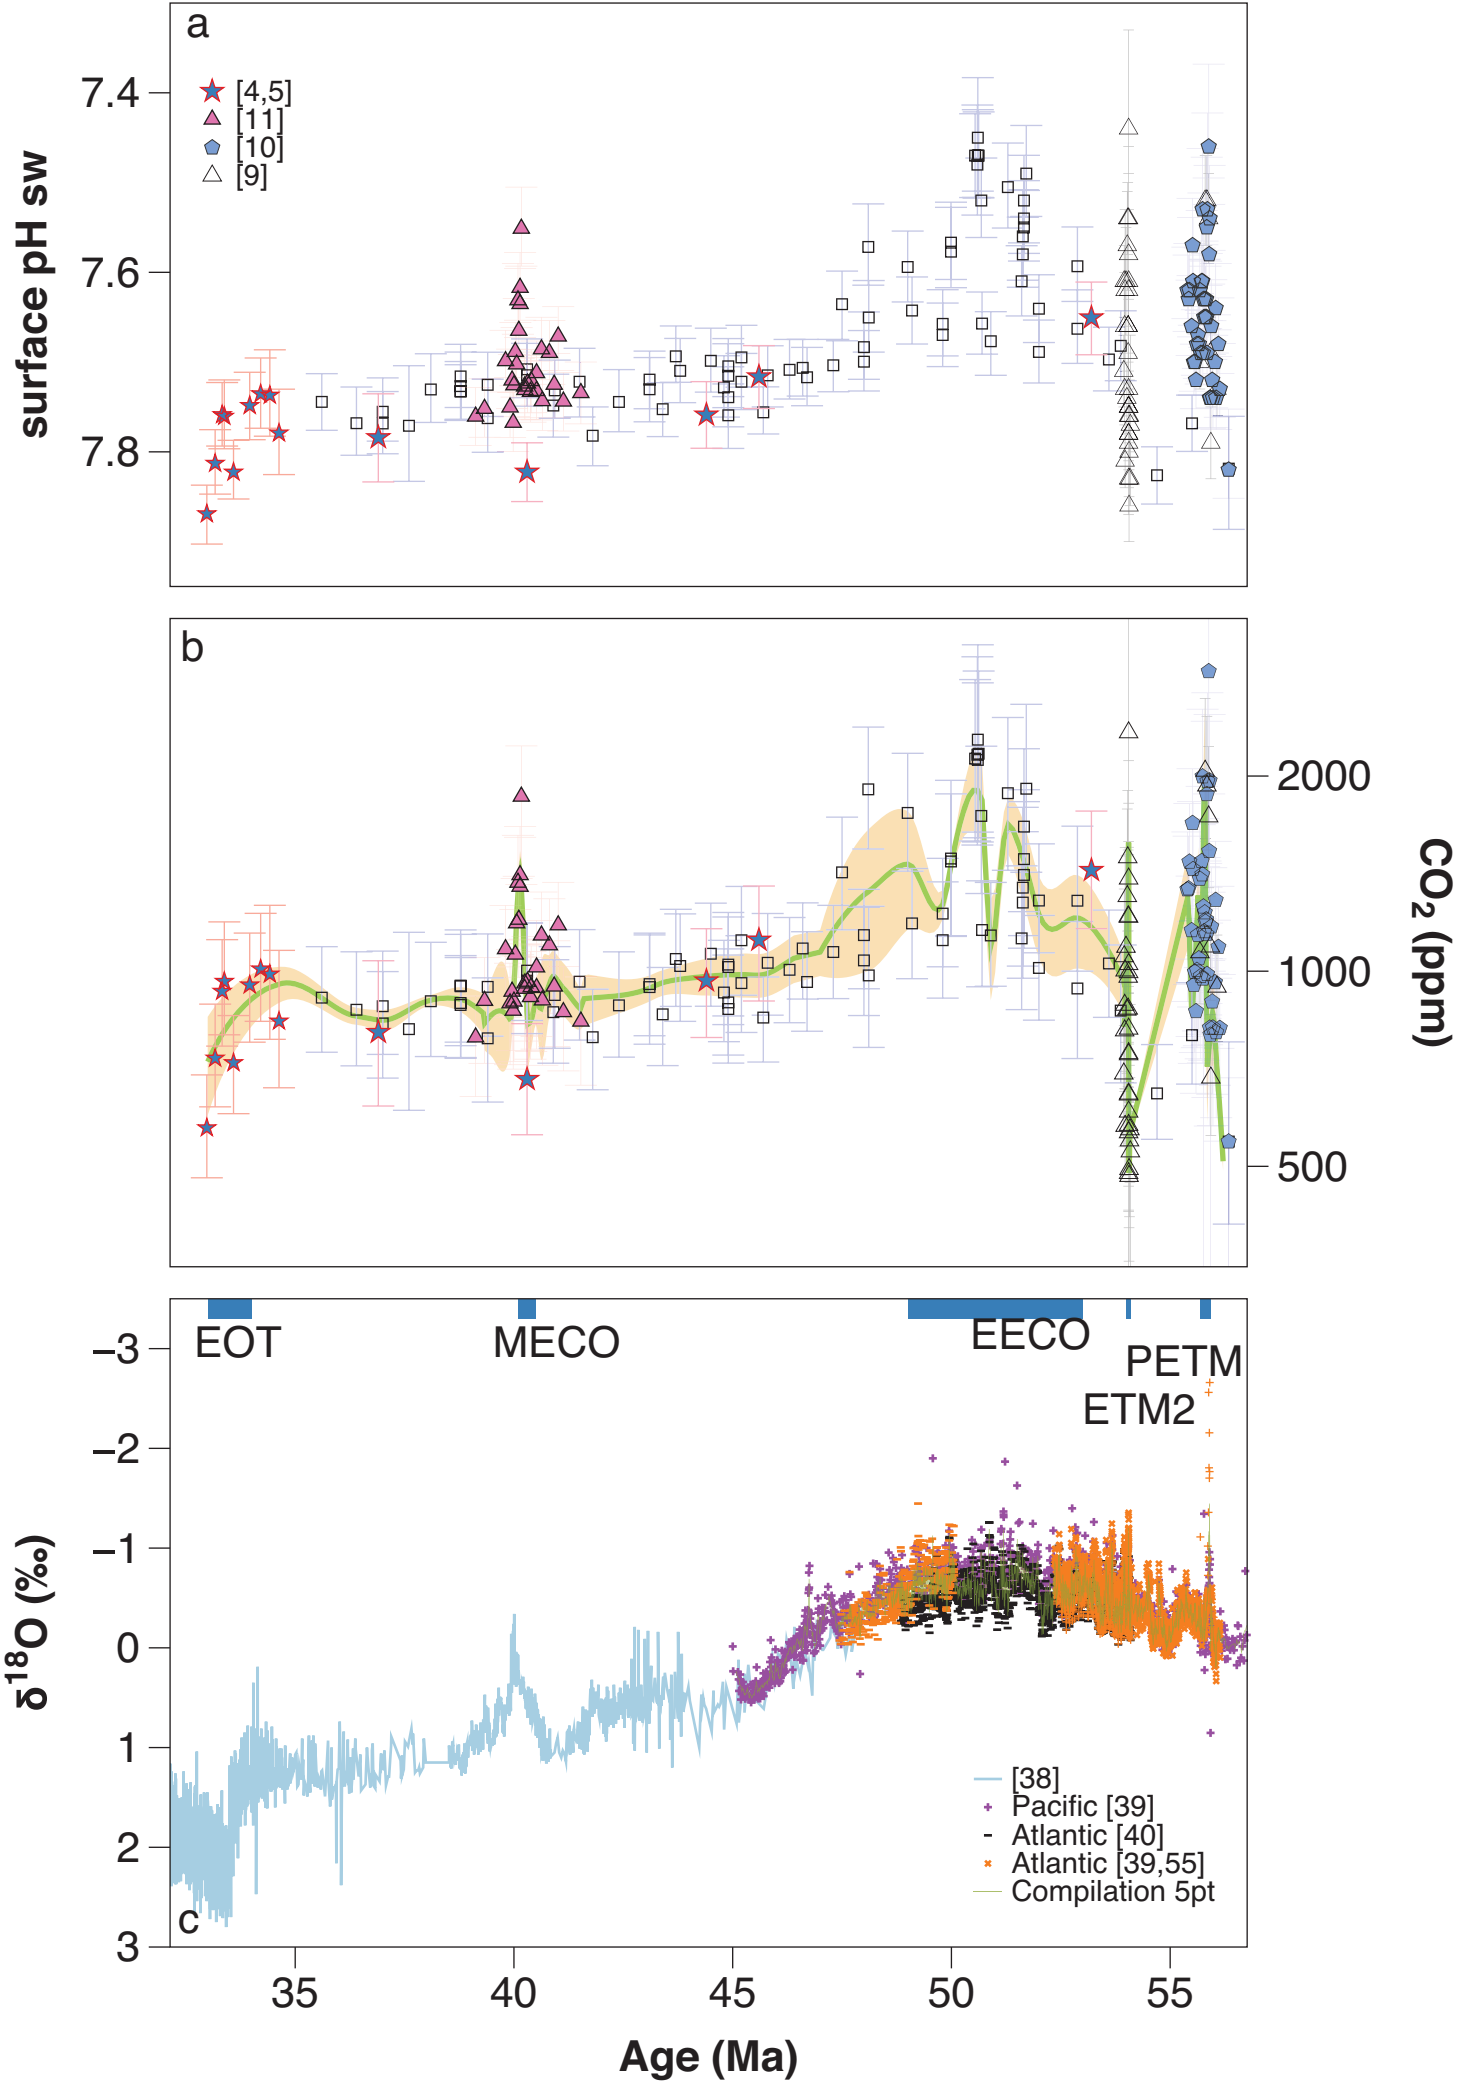 a
[4,5]
[11]
[10]
[9]
7.4
7.6
7.8
surface pH sw
b
2000
1000
500
CO2 (ppm)
EOT
MECO
EECO
PETM
ETM2
−3
−2
−1
0
1
2
3
δ18O (‰)
[38]
Pacific [39]
Atlantic [40]
Atlantic [39,55]
Compilation 5pt
c
35
40
45
50
55
Age (Ma)